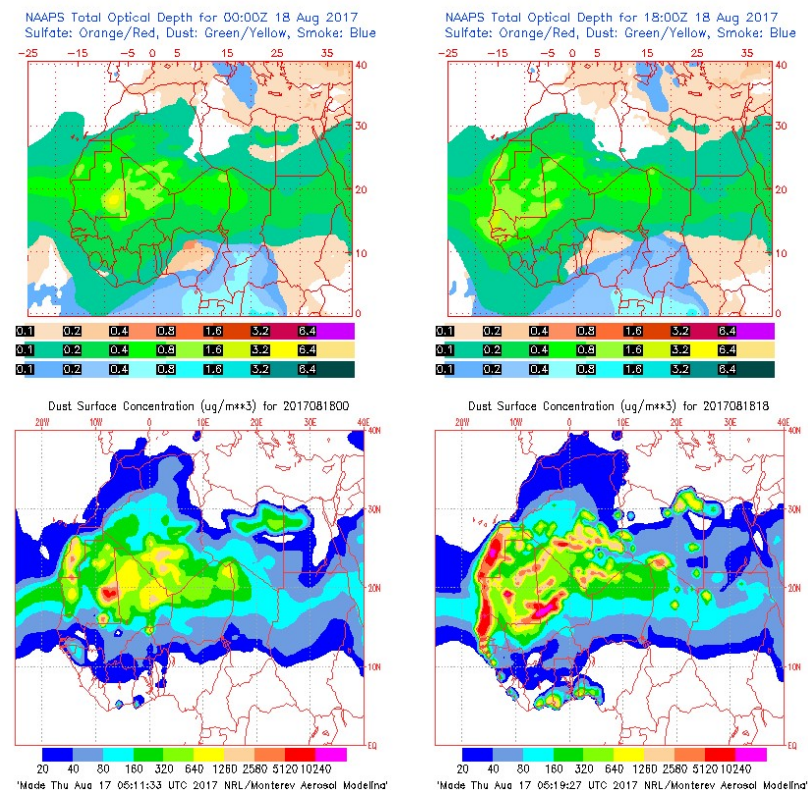 NAAPS Total Optical Depth for 00:00Z 18 Aug 2017
Sulfate: Orange/Red, Dust: Green/Yellow, Smoke: Blue
-25 -15 -5 0 5 15 25 35
40
30
20
10
0
0.1 0.2 0.4 0.8 1.6 3.2 6.4
0.1 0.2 0.4 0.8 1.6 3.2 6.4
0.1 0.2 0.4 0.8 1.6 3.2 6.4
NAAPS Total Optical Depth for 18:00Z 18 Aug 2017
Sulfate: Orange/Red, Dust: Green/Yellow, Smoke: Blue
-25 -15 -5 0 5 15 25 35
40
30
20
10
0
0.1 0.2 0.4 0.8 1.6 3.2 6.4
0.1 0.2 0.4 0.8 1.6 3.2 6.4
0.1 0.2 0.4 0.8 1.6 3.2 6.4
Dust Surface Concentration (ug/m**3) for 2017081800
20W 10W 0 10E 20E 30E 40E
40N
30N
20N
10N
EQ
20 40 80 160 320 640 1280 2560 5120 10240
'Made Thu Aug 17 05:11:33 UTC 2017 NRL/Monterey Aerosol Modeling'
Dust Surface Concentration (ug/m**3) for 2017081818
20W 10W 0 10E 20E 30E 40E
40N
30N
20N
10N
EQ
20 40 80 160 320 640 1280 2560 5120 10240
'Made Thu Aug 17 05:19:27 UTC 2017 NRL/Monterey Aerosol Modeling'